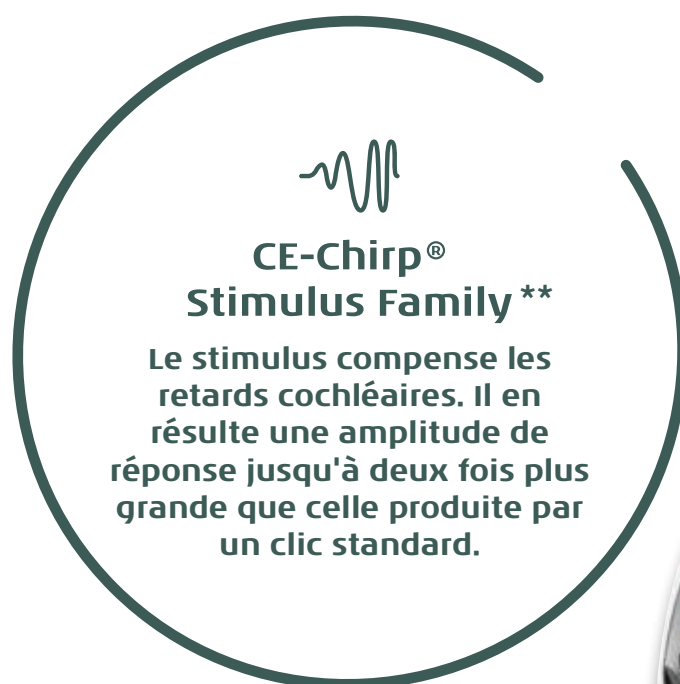 CE-Chirp®
Stimulus Family**
Le stimulus compense les
retards cochléaires. Il en
résulte une amplitude de
réponse jusqu'à deux fois plus
grande que celle produite par
un clic standard.